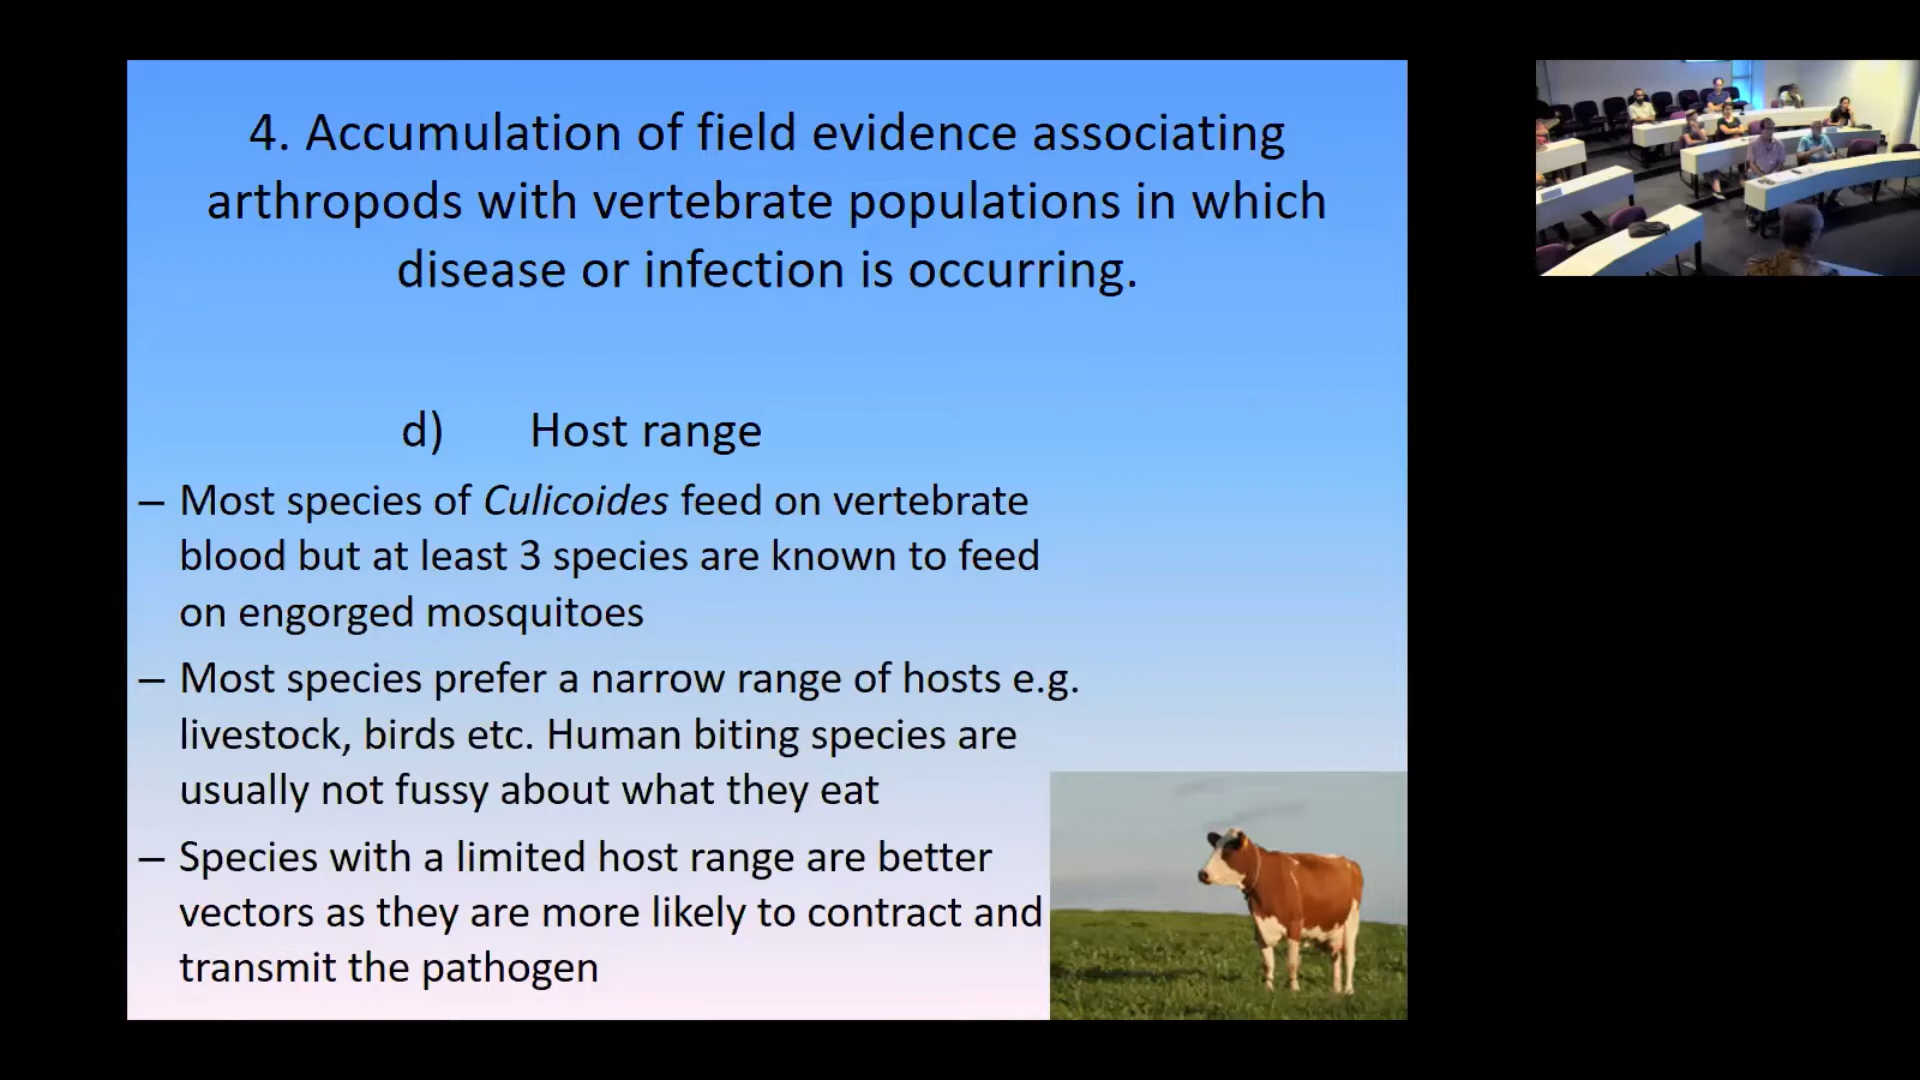 4. Accumulation of field evidence associating
arthropods with vertebrate populations in which
disease or infection is occurring.
d) Host range
– Most species of Culicoides feed on vertebrate
blood but at least 3 species are known to feed
on engorged mosquitoes
– Most species prefer a narrow range of hosts e.g.
livestock, birds etc. Human biting species are
usually not fussy about what they eat
– Species with a limited host range are better
vectors as they are more likely to contract and
transmit the pathogen